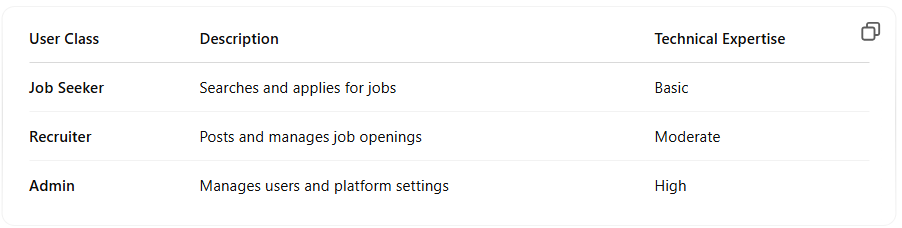 User Class Description Technical Expertise
Job Seeker Searches and applies for jobs Basic
Recruiter Posts and manages job openings Moderate
Admin Manages users and platform settings High